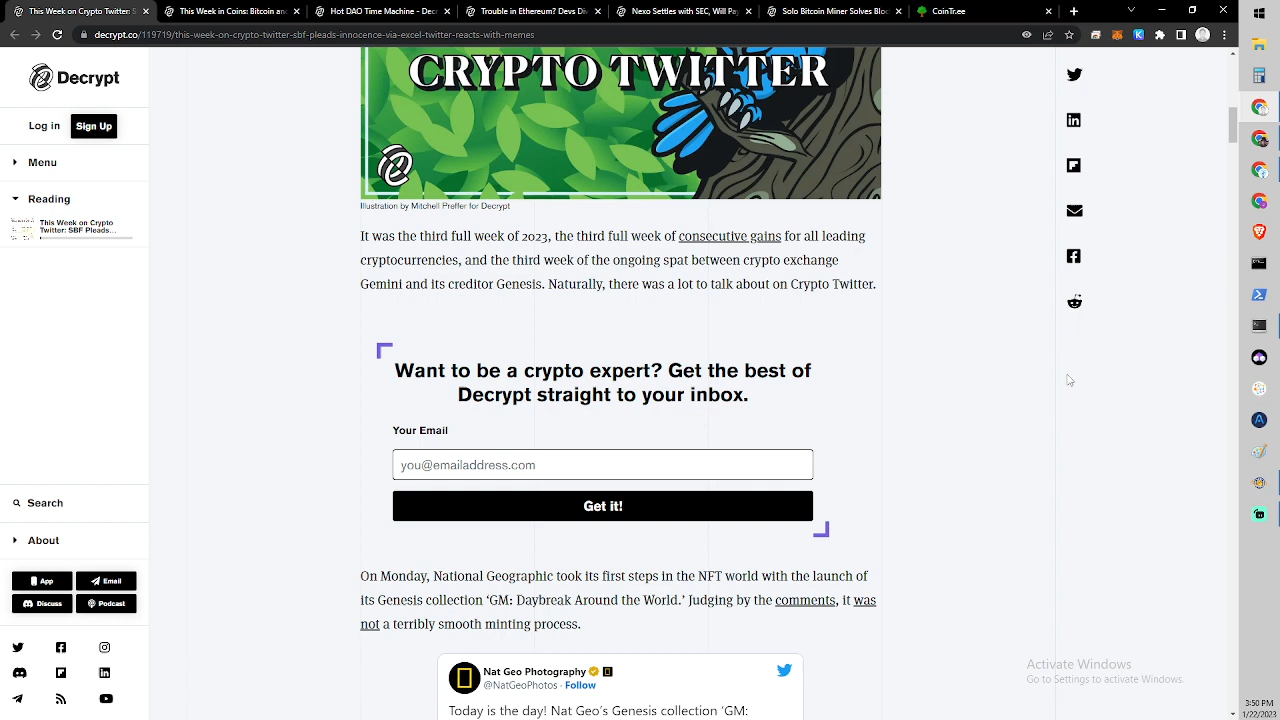 This Week on Crypto Twitter: S
This Week in Coins: Bitcoin an
Hot DAO Time Machine - Decr
Trouble in Ethereum? Devs Div
Nexo Settles with SEC, Will Pay
Solo Bitcoin Miner Solves Bloc
CoinTree
decrypt.co/119719/this-week-on-crypto-twitter-sbf-pleads-innocence-via-excel-twitter-reacts-with-memes
Decrypt
Log in
Sign Up
Menu
Reading
This Week on Crypto
Twitter: SBF Pleads...
Search
About
App
Email
Discuss
Podcast
CRYPTO TWITTER
Illustration by Mitchell Preffer for Decrypt
It was the third full week of 2023, the third full week of consecutive gains for all leading
cryptocurrencies, and the third week of the ongoing spat between crypto exchange
Gemini and its creditor Genesis. Naturally, there was a lot to talk about on Crypto Twitter.
Want to be a crypto expert? Get the best of
Decrypt straight to your inbox.
Your Email
you@emailaddress.com
Get it!
On Monday, National Geographic took its first steps in the NFT world with the launch of
its Genesis collection ‘GM: Daybreak Around the World.’ Judging by the comments, it was
not a terribly smooth minting process.
Nat Geo Photography
@NatGeoPhotos · Follow
Today is the day! Nat Geo’s Genesis collection ‘GM:
Activate Windows
Go to Settings to activate Windows.
3:50 PM
1/22/2023